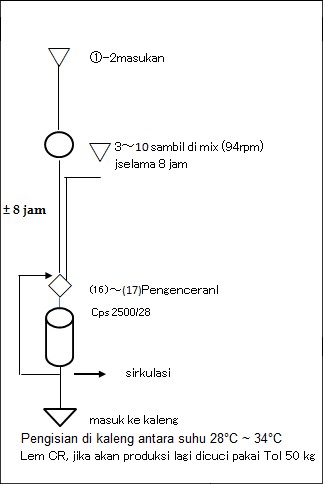 ①-2masukan
3～10 sambil di mix (94rpm)
jselama 8 jam
± 8 jam
(16)～(17)Pengenceranl
Cps 2500/28
sirkulasi
masuk ke kaleng
Pengisian di kaleng antara suhu 28°C ~ 34°C
Lem CR, jika akan produksi lagi dicuci pakai Tol 50 kg